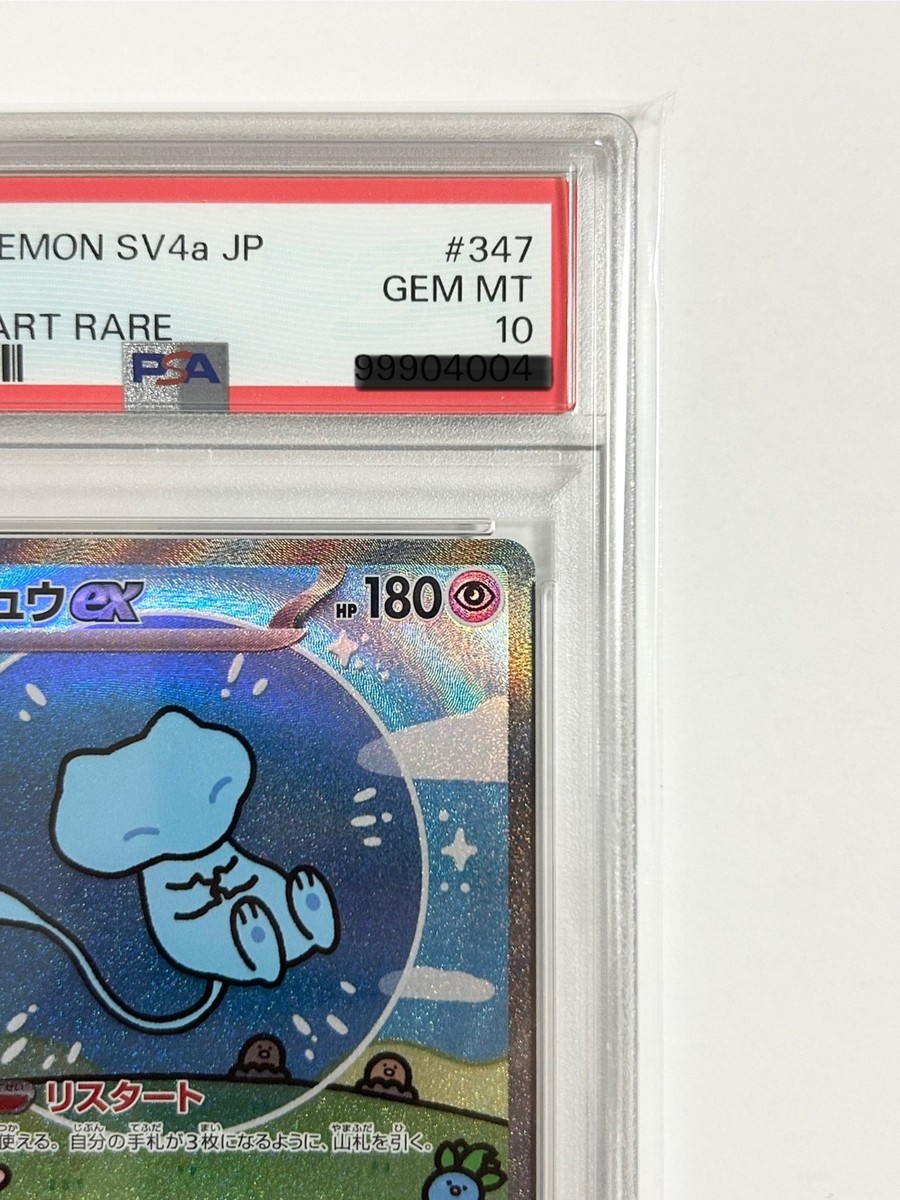 EMON SV4a JP #347
GEM MT
ART RARE 10
PSA 99904004
ュウex HP 180
リスタート
使える。自分の手札が3枚になるように、山札を引く。